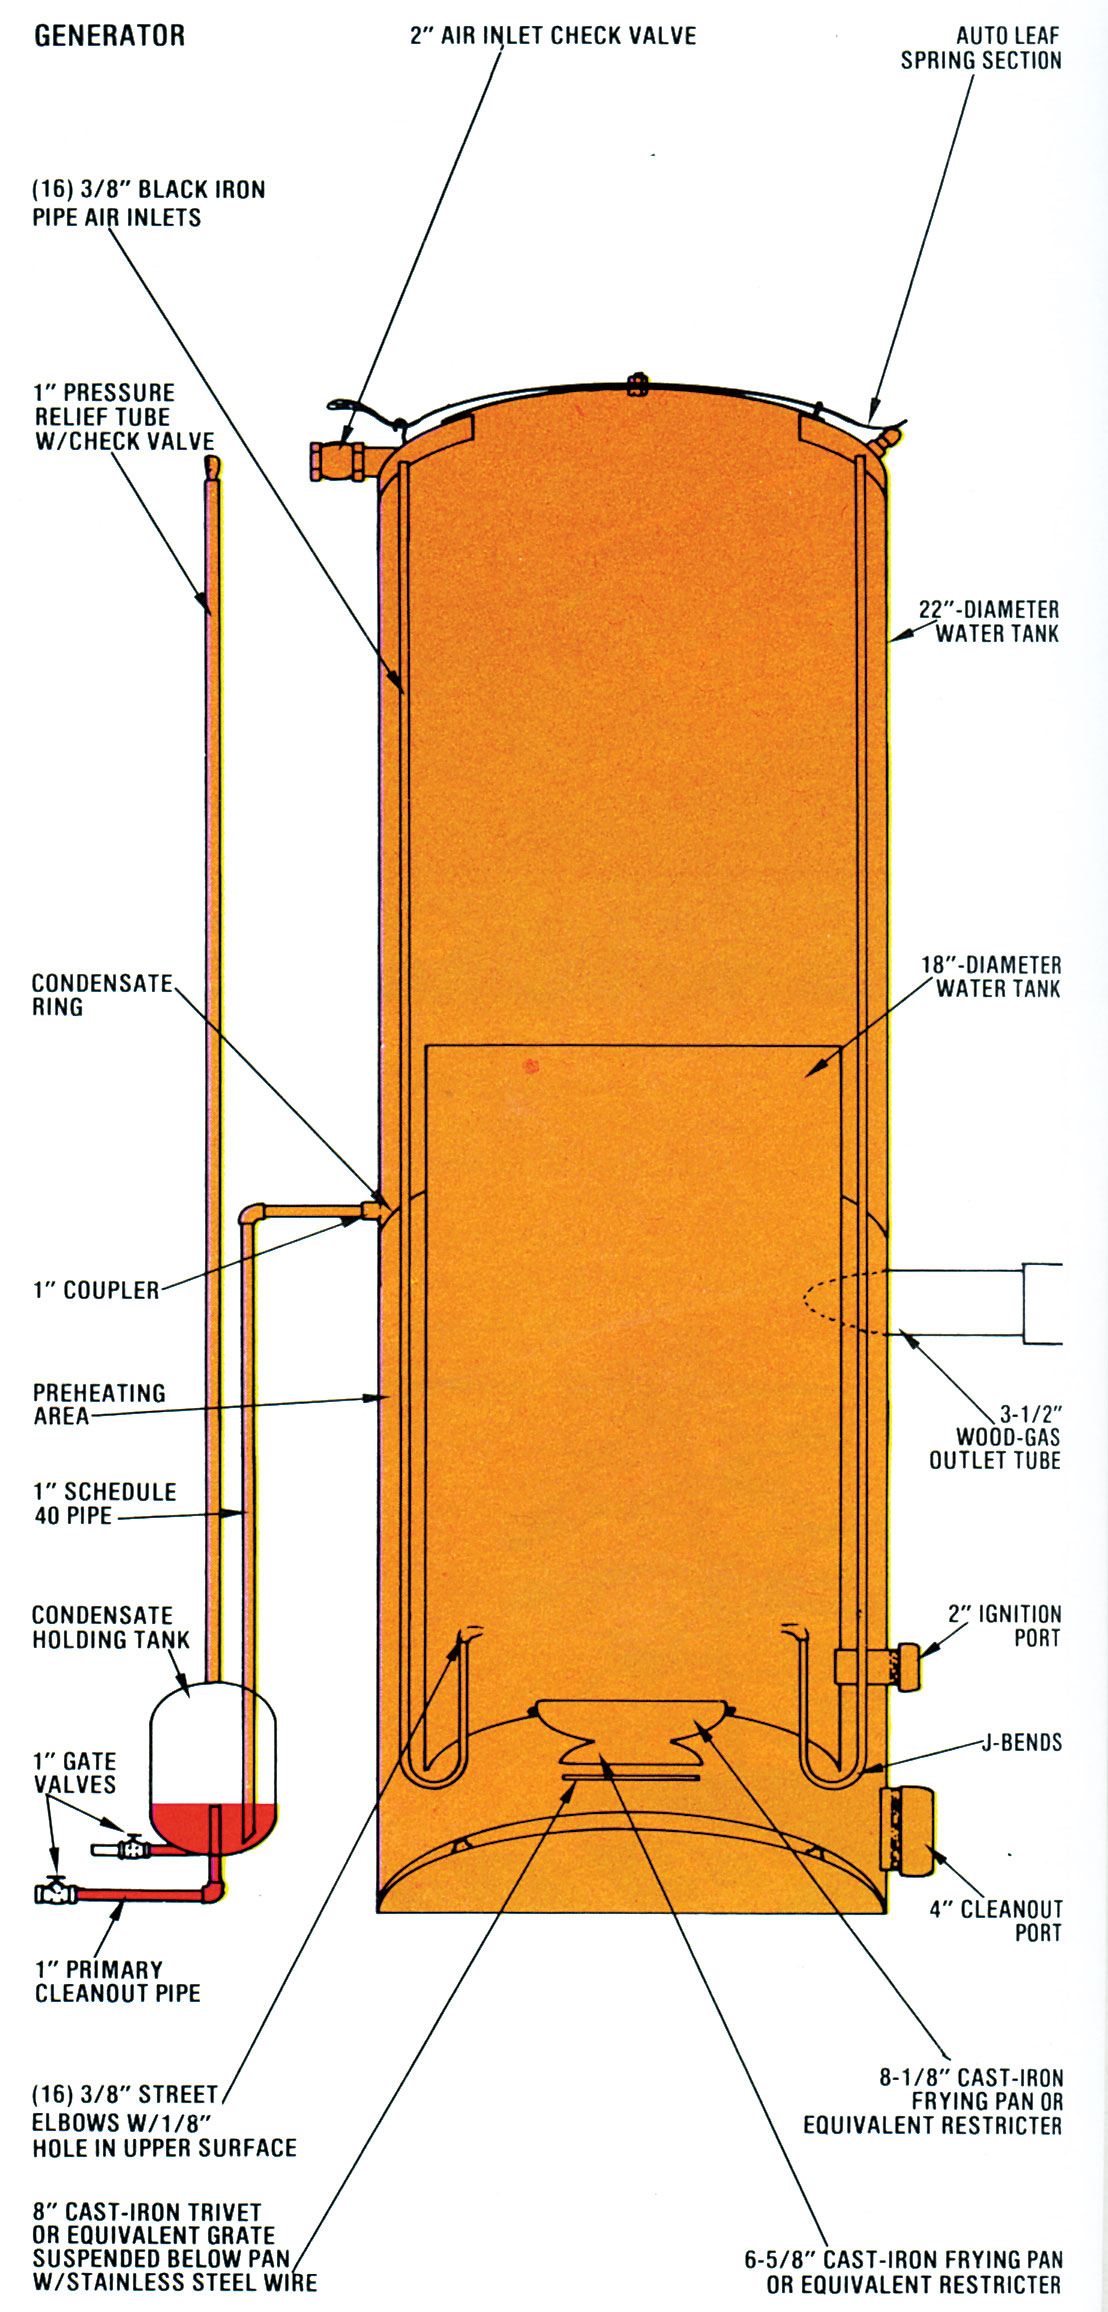 GENERATOR
2" AIR INLET CHECK VALVE
AUTO LEAF
SPRING SECTION
(16) 3/8" BLACK IRON
PIPE AIR INLETS
1" PRESSURE
RELIEF TUBE
W/CHECK VALVE
22"-DIAMETER
WATER TANK
18"-DIAMETER
WATER TANK
CONDENSATE
RING
1" COUPLER
PREHEATING
AREA
3-1/2"
WOOD-GAS
OUTLET TUBE
1" SCHEDULE
40 PIPE
CONDENSATE
HOLDING TANK
2" IGNITION
PORT
J-BENDS
1" GATE
VALVES
4" CLEANOUT
PORT
1" PRIMARY
CLEANOUT PIPE
8-1/8" CAST-IRON
FRYING PAN OR
EQUIVALENT RESTRICTER
(16) 3/8" STREET
ELBOWS W/1/8"
HOLE IN UPPER SURFACE
8" CAST-IRON TRIVET
OR EQUIVALENT GRATE
SUSPENDED BELOW PAN
W/STAINLESS STEEL WIRE
6-5/8" CAST-IRON FRYING PAN
OR EQUIVALENT RESTRICTER